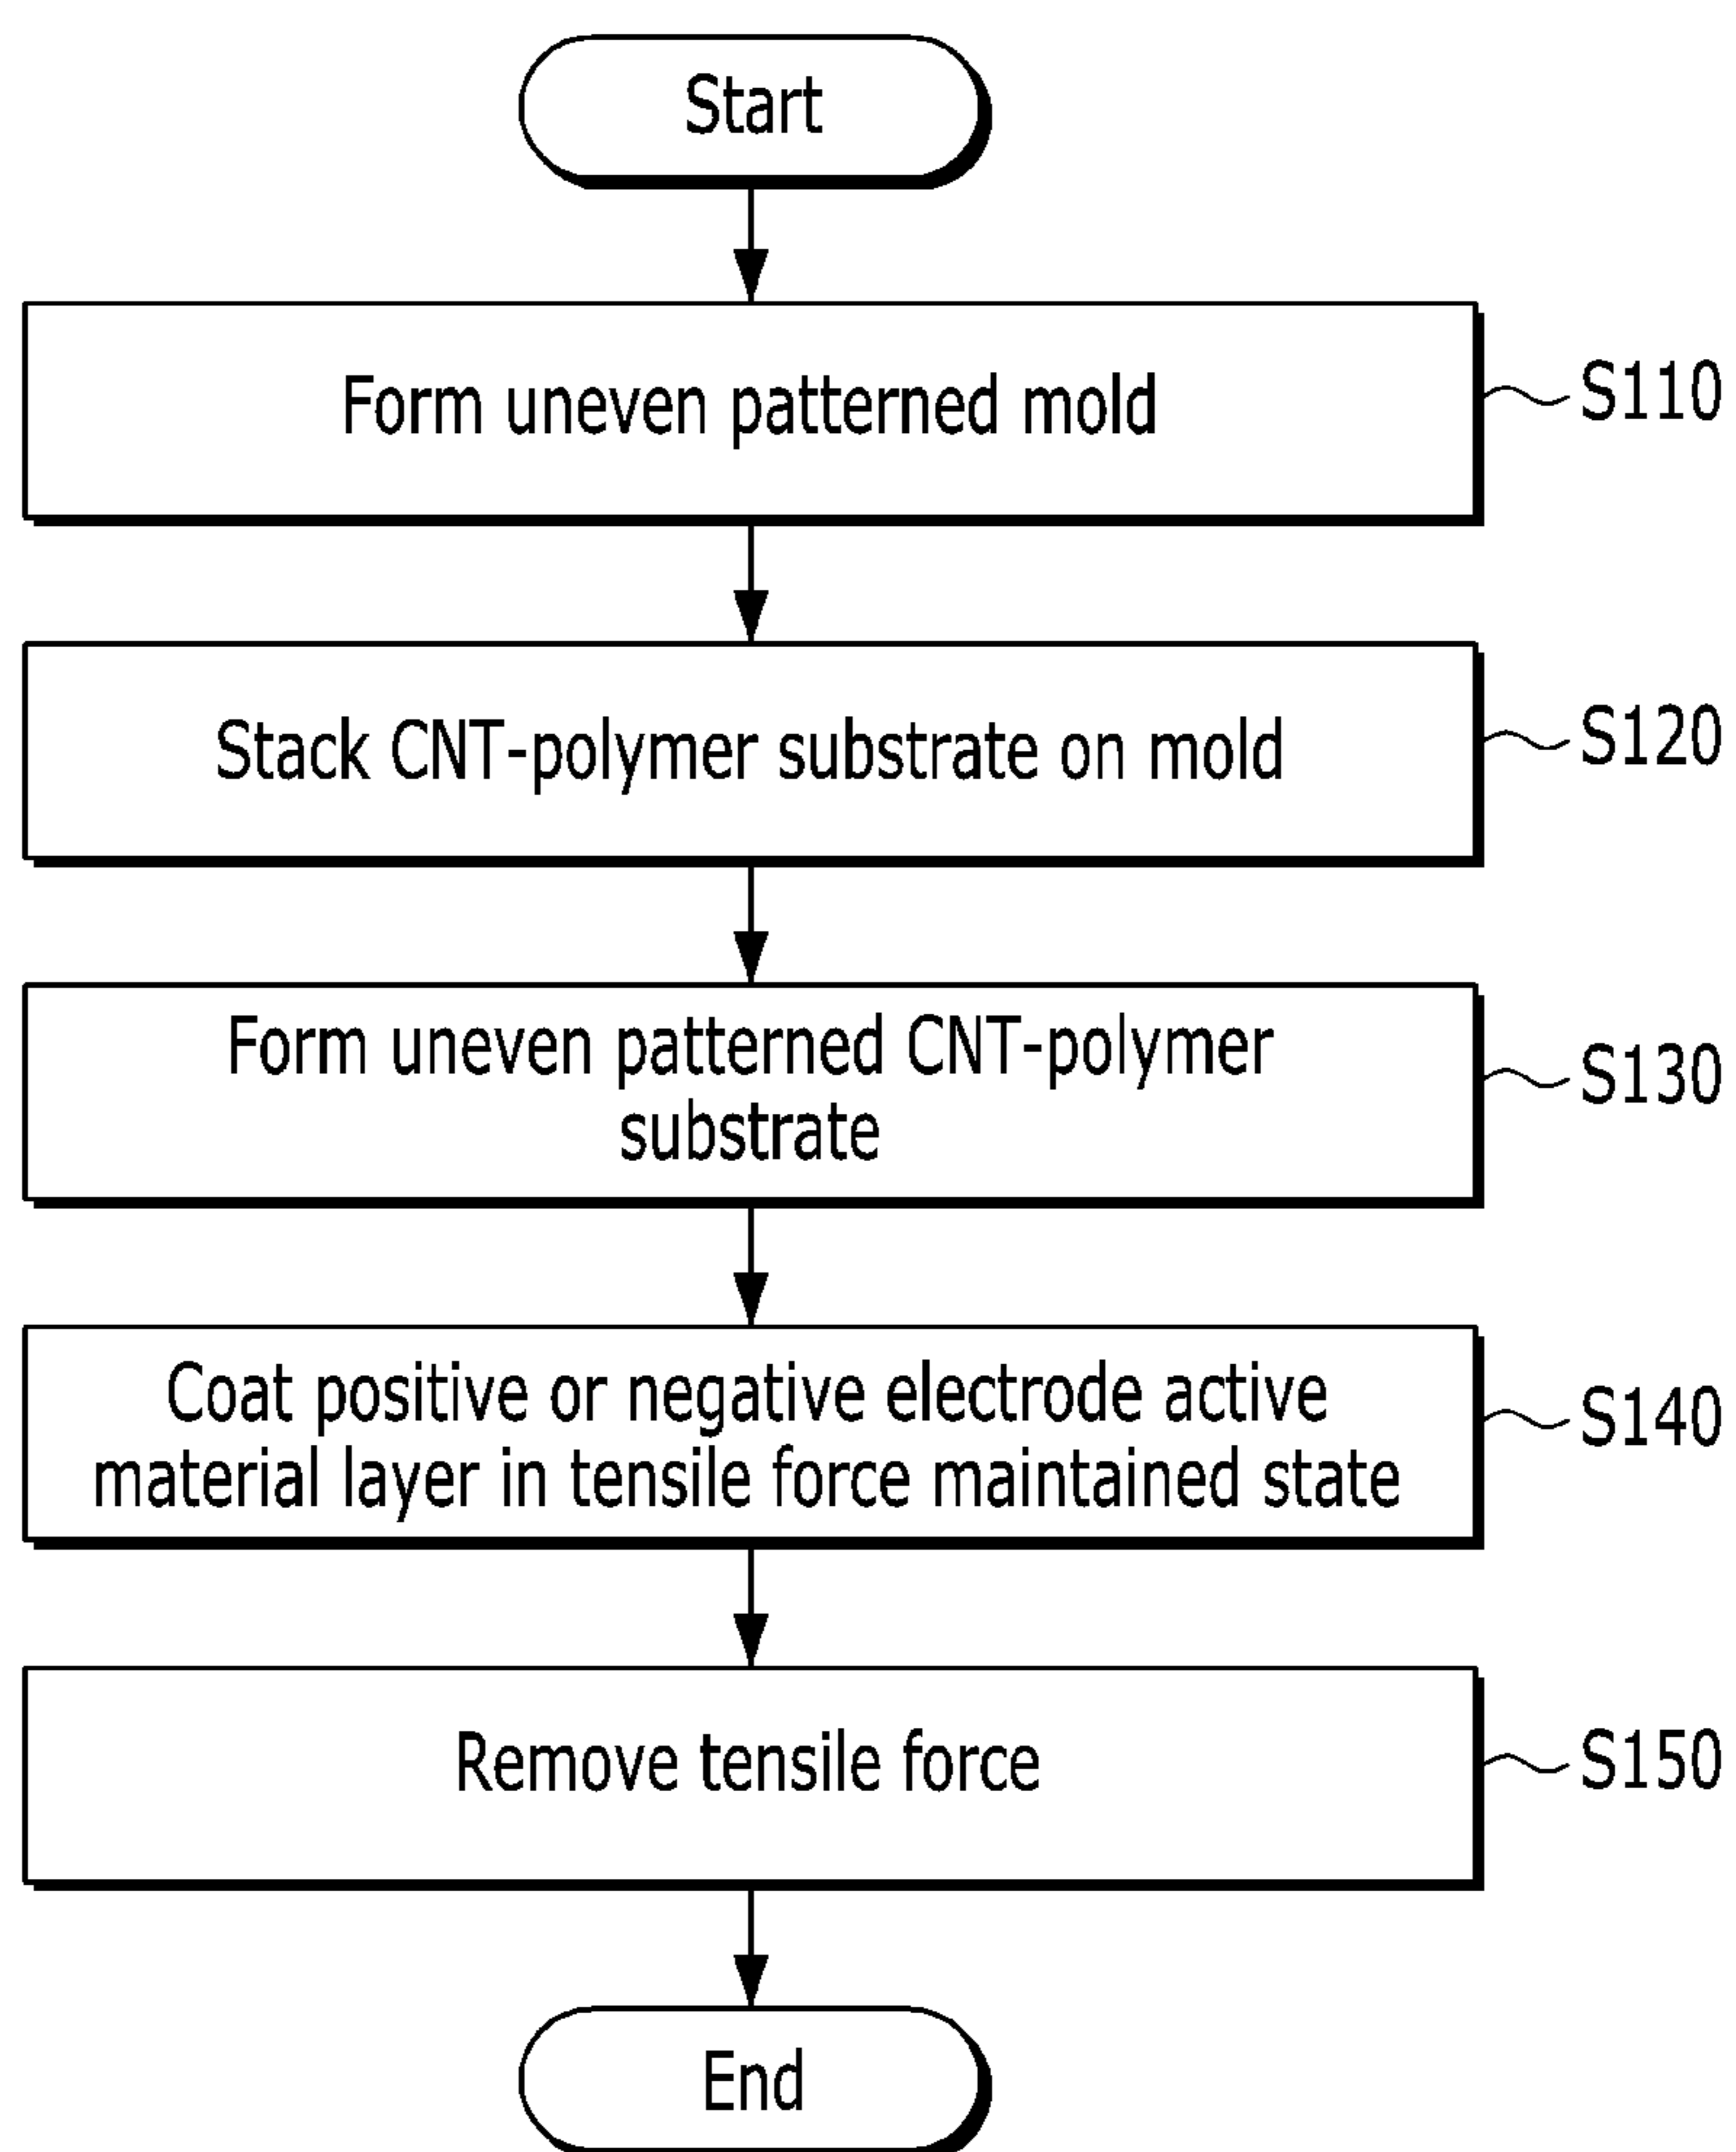 Start
Form uneven patterned mold
S110
Stack CNT-polymer substrate on mold
S120
Form uneven patterned CNT-polymer
substrate
S130
Coat positive or negative electrode active
material layer in tensile force maintained state
S140
Remove tensile force
S150
End